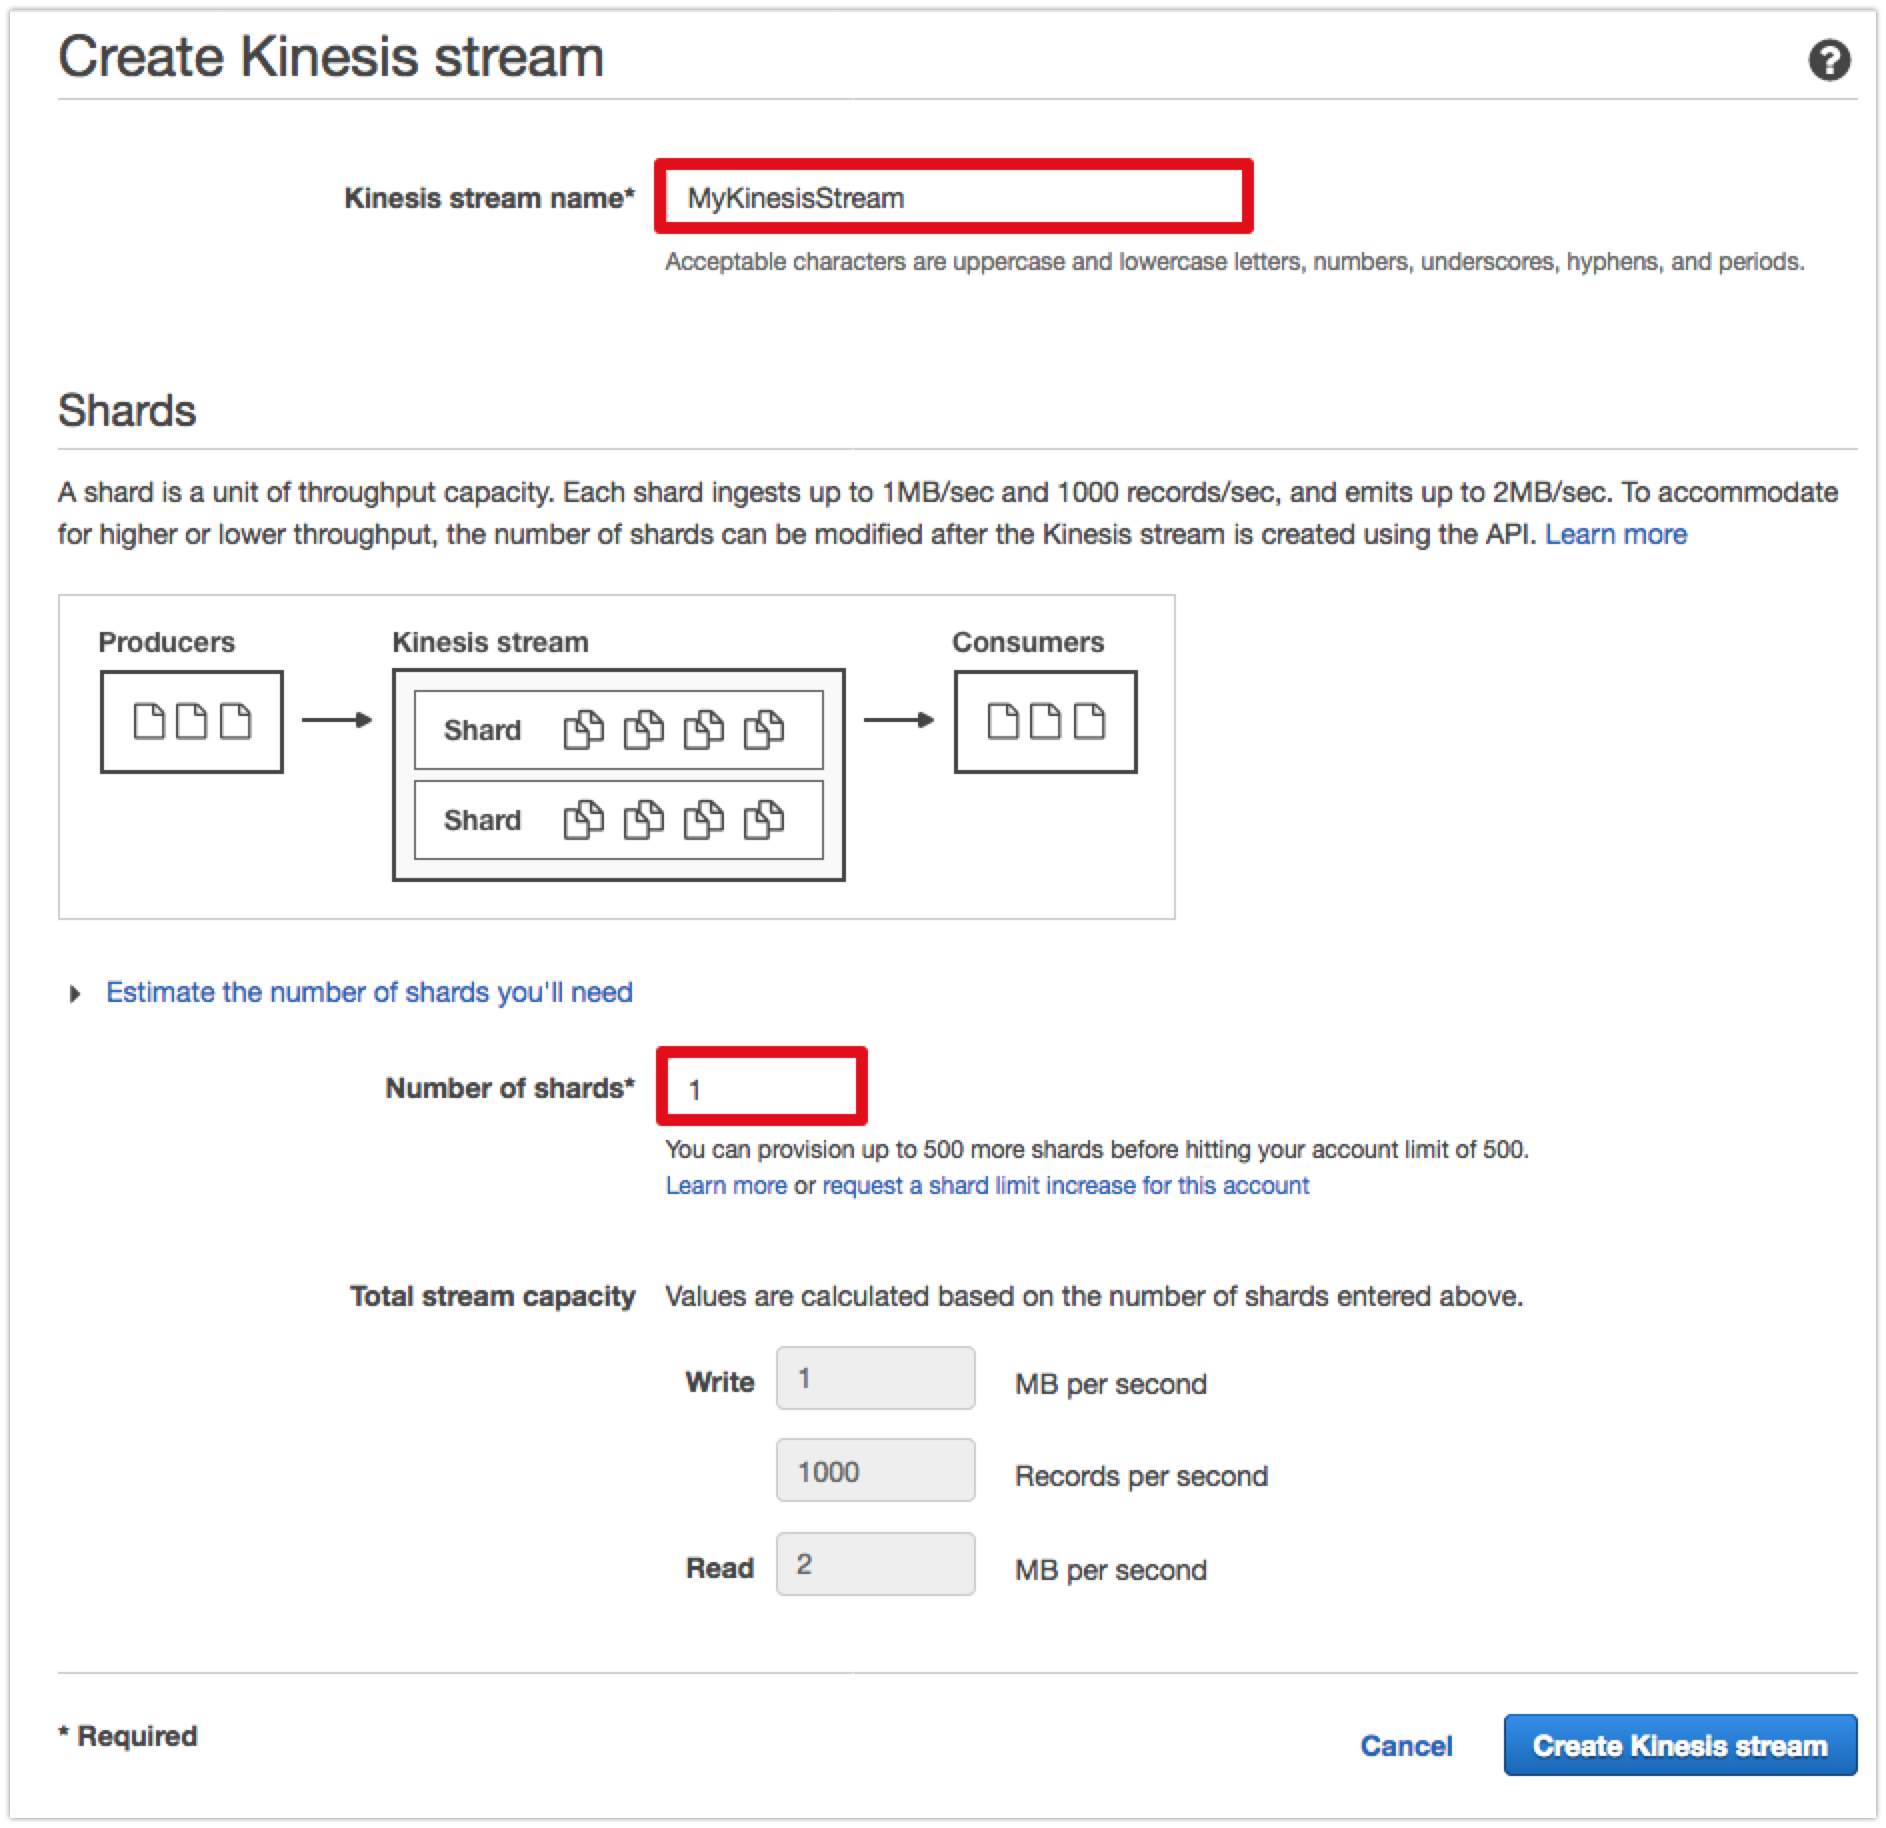 Create Kinesis stream
?
Kinesis stream name* MyKinesisStream
Acceptable characters are uppercase and lowercase letters, numbers, underscores, hyphens, and periods.
Shards
A shard is a unit of throughput capacity. Each shard ingests up to 1MB/sec and 1000 records/sec, and emits up to 2MB/sec. To accommodate
for higher or lower throughput, the number of shards can be modified after the Kinesis stream is created using the API. Learn more
Producers Kinesis stream Consumers
Shard
Shard
Estimate the number of shards you'll need
Number of shards* 1
You can provision up to 500 more shards before hitting your account limit of 500.
Learn more or request a shard limit increase for this account
Total stream capacity Values are calculated based on the number of shards entered above.
Write 1 MB per second
1000 Records per second
Read 2 MB per second
* Required
Cancel Create Kinesis stream